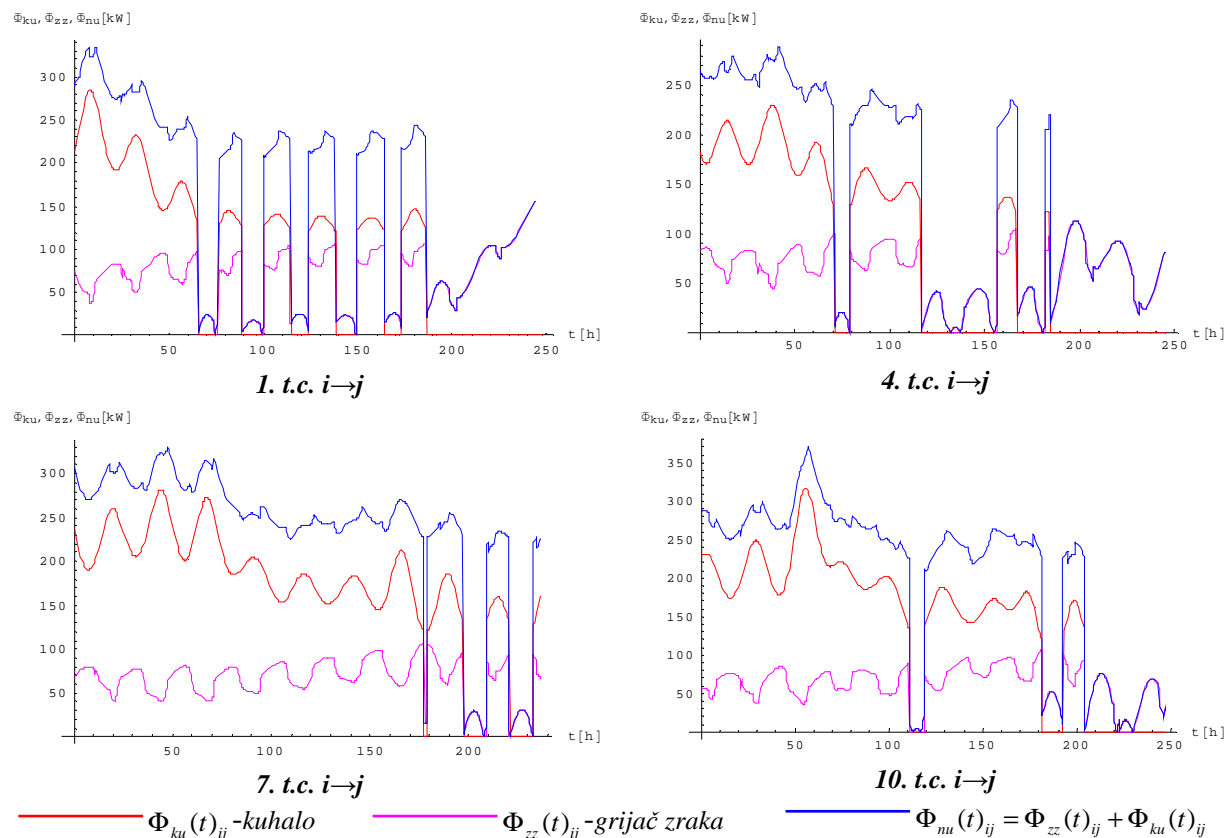 Φku,Φzz,Φnu[kW]
300
250
200
150
100
50
50 100 150 200 250
t[h]
1. t.c. i→j
Φku,Φzz,Φnu[kW]
250
200
150
100
50
50 100 150 200 250
t[h]
4. t.c. i→j
Φku,Φzz,Φnu[kW]
300
250
200
150
100
50
50 100 150 200
t[h]
7. t.c. i→j
Φku,Φzz,Φnu[kW]
350
300
250
200
150
100
50
50 100 150 200 250
t[h]
10. t.c. i→j
Φku(t)ij-kuhalo
Φzz(t)ij-grijač zraka
Φnu(t)ij=Φzz(t)ij+Φku(t)ij